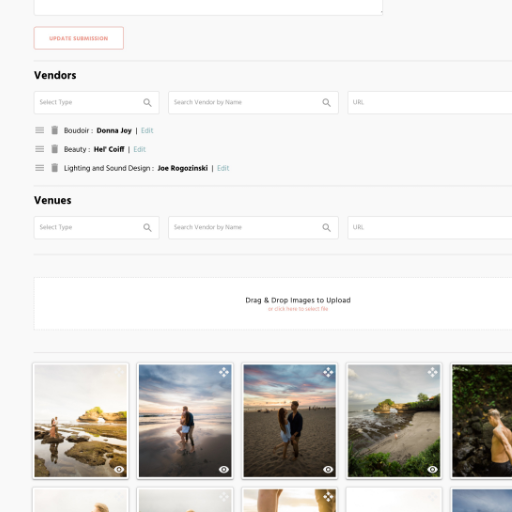 UPDATE SUBMISSION
Vendors
Select Type
Search Vendor by Name
URL
Boudoir : Donna Joy | Edit
Beauty : Hel' Coiff | Edit
Lighting and Sound Design : Joe Rogozinski | Edit
Venues
Select Type
Search Vendor by Name
URL
Drag & Drop Images to Upload
or click here to select file